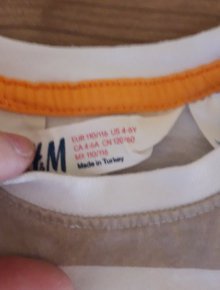 &M
EUR 110/116 US 4-6Y
CA 4-6A CN 120*60
MX 110/116
Made in Turkey